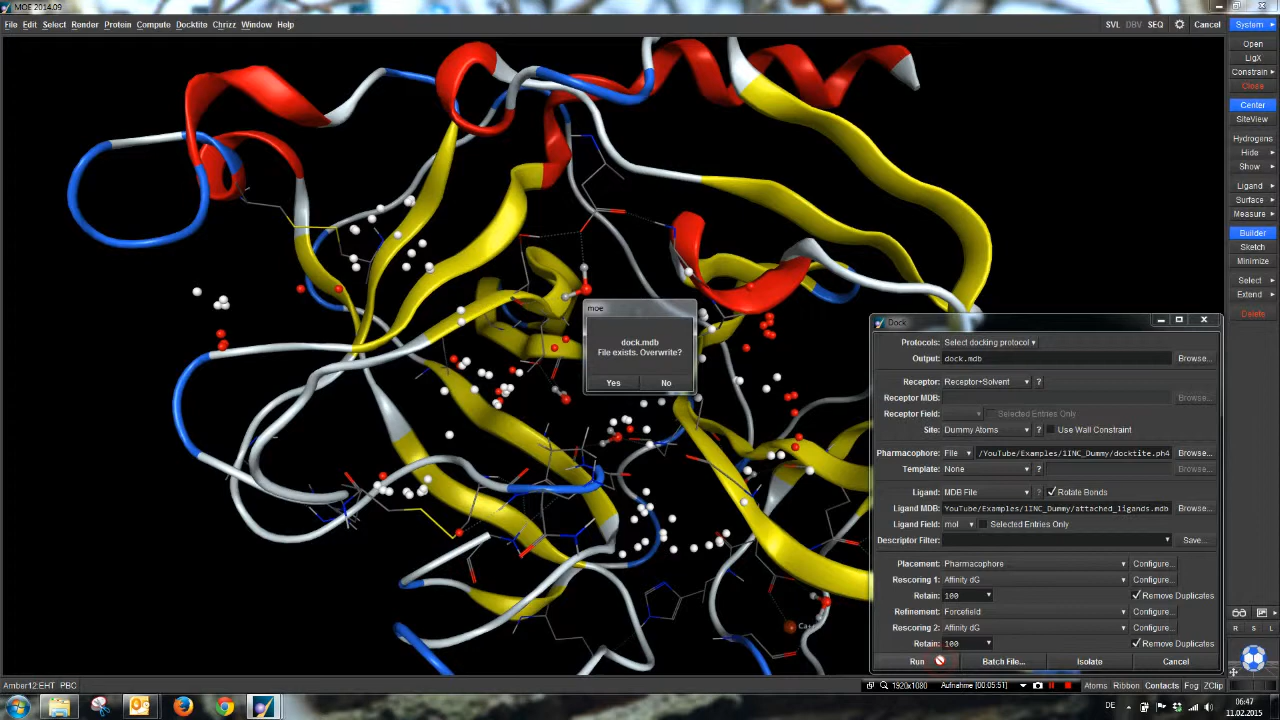 MOE 2014.09
File Edit Select Render Protein Compute Docktite Chrizz Window Help
SVL DBV SEQ Cancel
System
Open
LigX
Constrain
Close
Center
SiteView
Hydrogens
Hide
Show
Ligand
Surface
Measure
Builder
Sketch
Minimize
Select
Extend
Delete
R S L
moe
dock.mdb
File exists. Overwrite?
Yes No
Dock
Protocols: Select docking protocol
Output: dock.mdb Browse...
Receptor: Receptor+Solvent ?
Receptor MDB: Browse...
Receptor Field: Selected Entries Only
Site: Dummy Atoms ? Use Wall Constraint
Pharmacophore: File /YouTube/Examples/1INC_Dummy/docktite.ph4 Browse...
Template: None ? Browse...
Ligand: MDB File ? Rotate Bonds
Ligand MDB: YouTube/Examples/1INC_Dummy/attached_ligands.mdb Browse...
Ligand Field: mol Selected Entries Only
Descriptor Filter: Save...
Placement: Pharmacophore Configure...
Rescoring 1: Affinity dG Configure...
Retain: 100 Remove Duplicates
Refinement: Forcefield Configure...
Rescoring 2: Affinity dG Configure...
Retain: 100 Remove Duplicates
Run Batch File... Isolate Cancel
Ca
Amber12:EHT PBC
1920x1080 Aufnahme [00:05:51]
Atoms Ribbon Contacts Fog ZClip
DE
06:47
11.02.2015